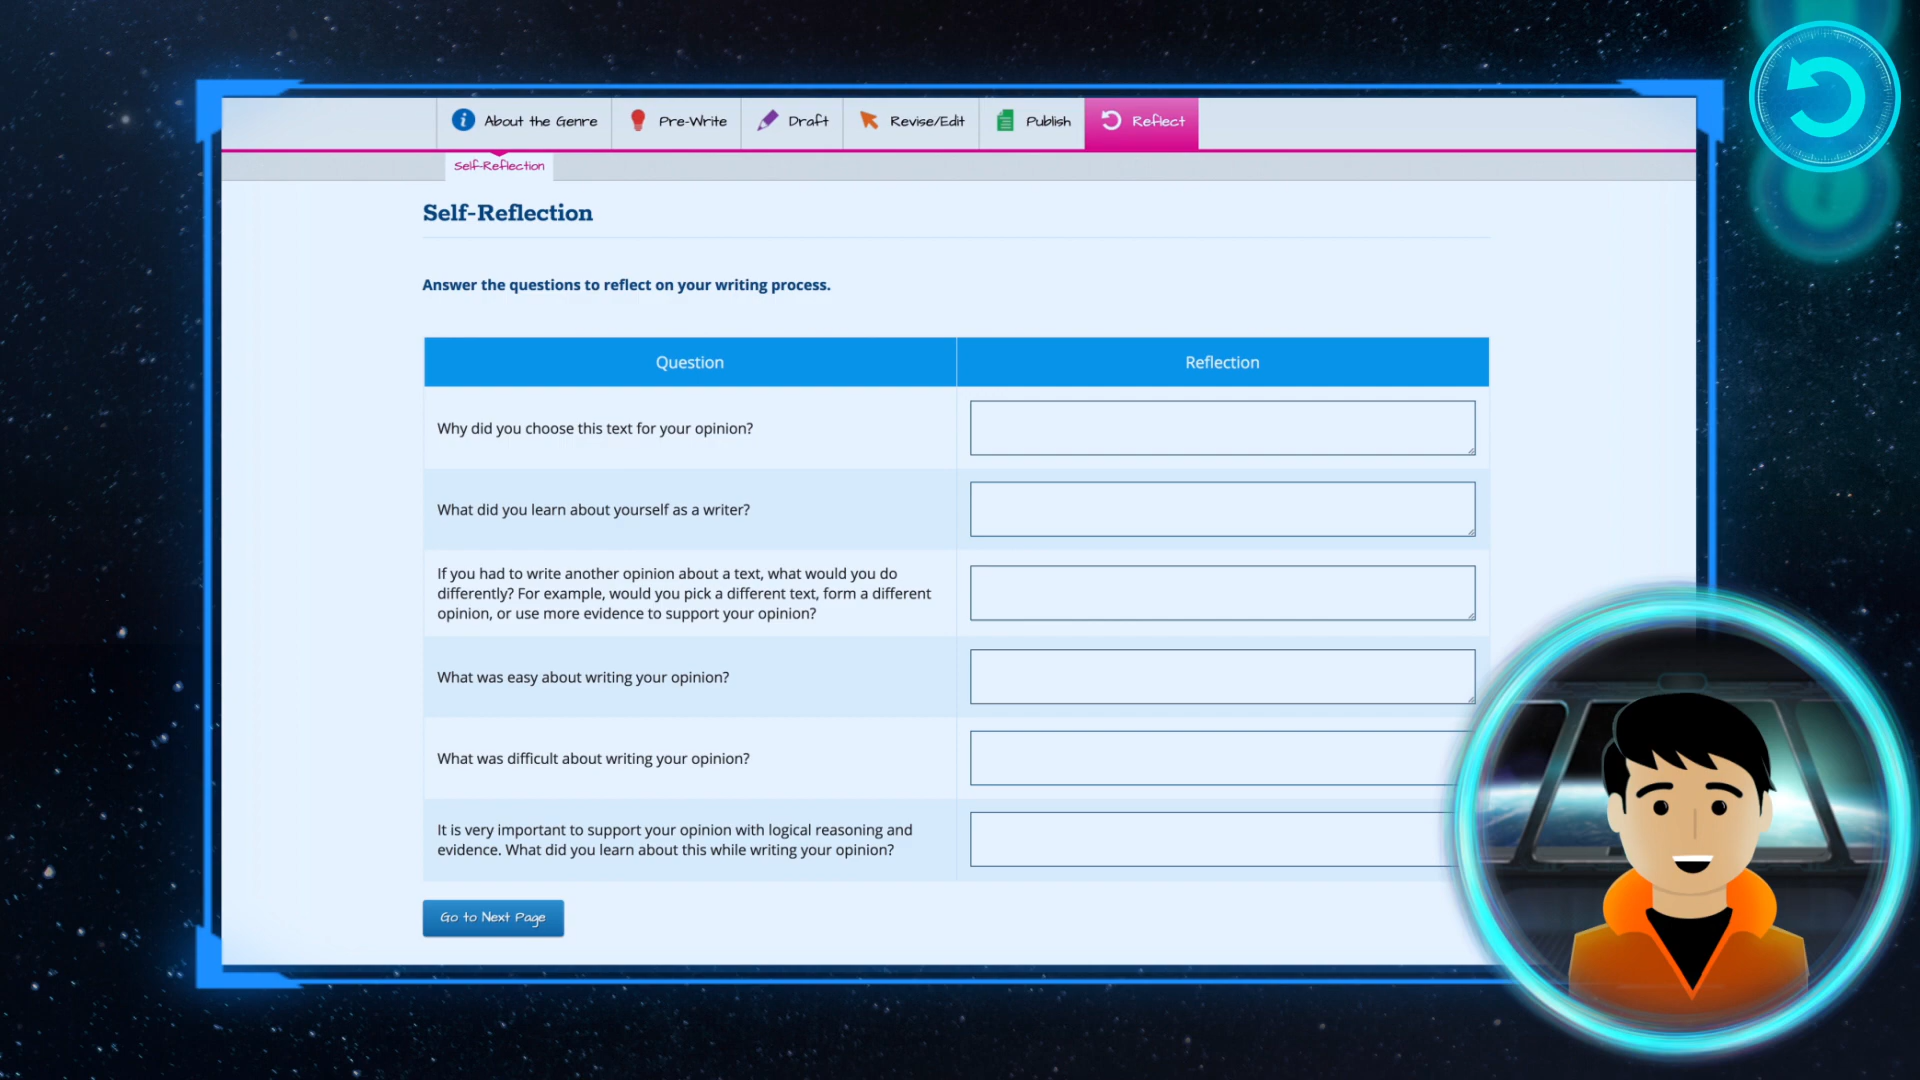 About the Genre
Pre-Write
Draft
Revise/Edit
Publish
Reflect
Self-Reflection
Self-Reflection
Answer the questions to reflect on your writing process.
Question
Reflection
Why did you choose this text for your opinion?
What did you learn about yourself as a writer?
If you had to write another opinion about a text, what would you do
differently? For example, would you pick a different text, form a different
opinion, or use more evidence to support your opinion?
What was easy about writing your opinion?
What was difficult about writing your opinion?
It is very important to support your opinion with logical reasoning and
evidence. What did you learn about this while writing your opinion?
Go to Next Page